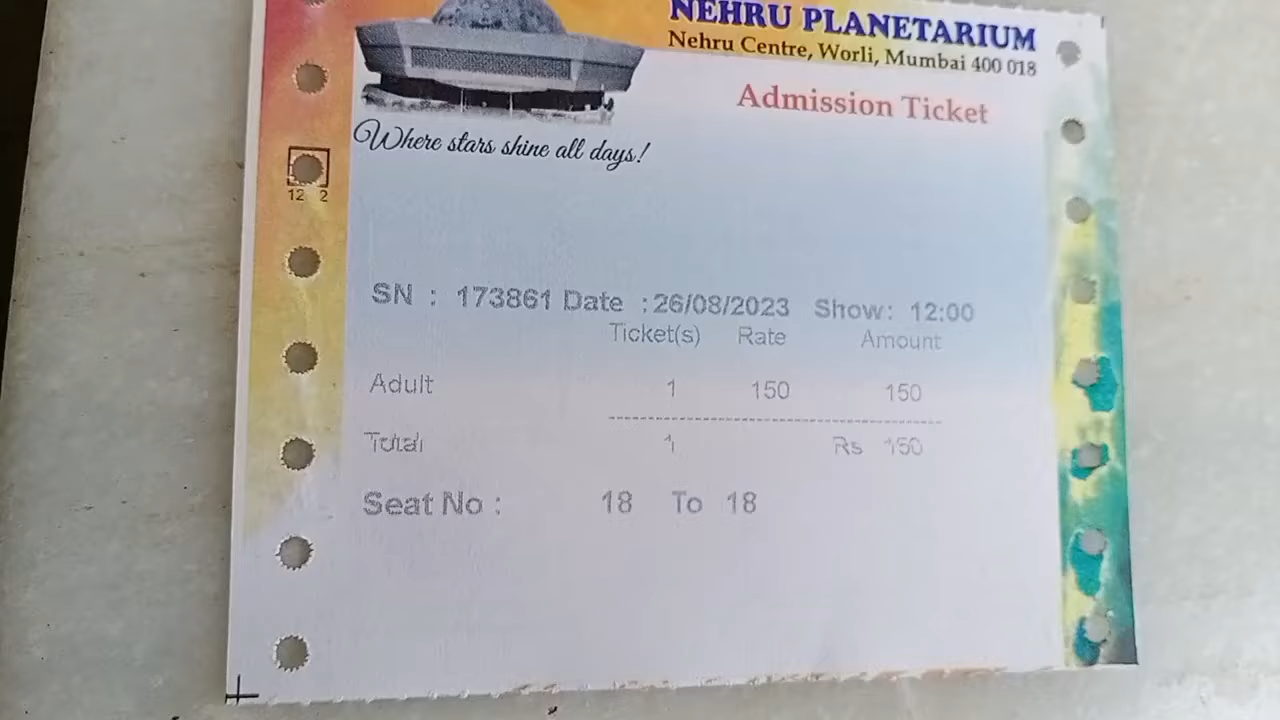 NEHRU PLANETARIUM
Nehru Centre, Worli, Mumbai 400 018
Admission Ticket
Where stars shine all days!
12 2
SN : 173861 Date : 26/08/2023 Show: 12:00
Ticket(s) Rate Amount
Adult 1 150 150
Total 1 Rs 150
Seat No : 18 To 18